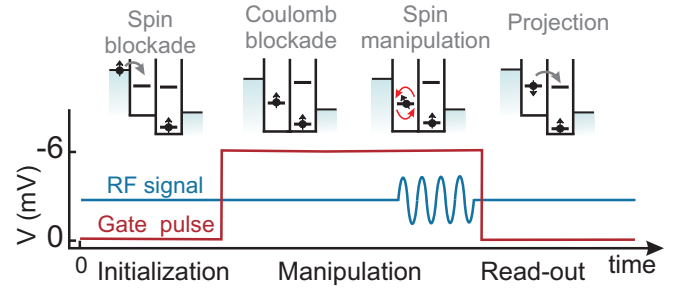 Spin blockade
Coulomb blockade
Spin manipulation
Projection
-6
RF signal
V (mV)
Gate pulse
0
0
Initialization
Manipulation
Read-out
time